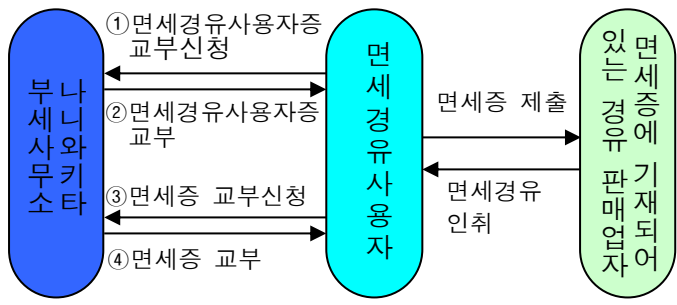 나니와키타
부세사무소
①면세경유사용자증
교부신청
②면세경유사용자증
교부
③면세증 교부신청
④면세증 교부
면세경유사용자
면세증 제출
면세경유
인취
면세증에 기재되어
있는 경유 판매업자